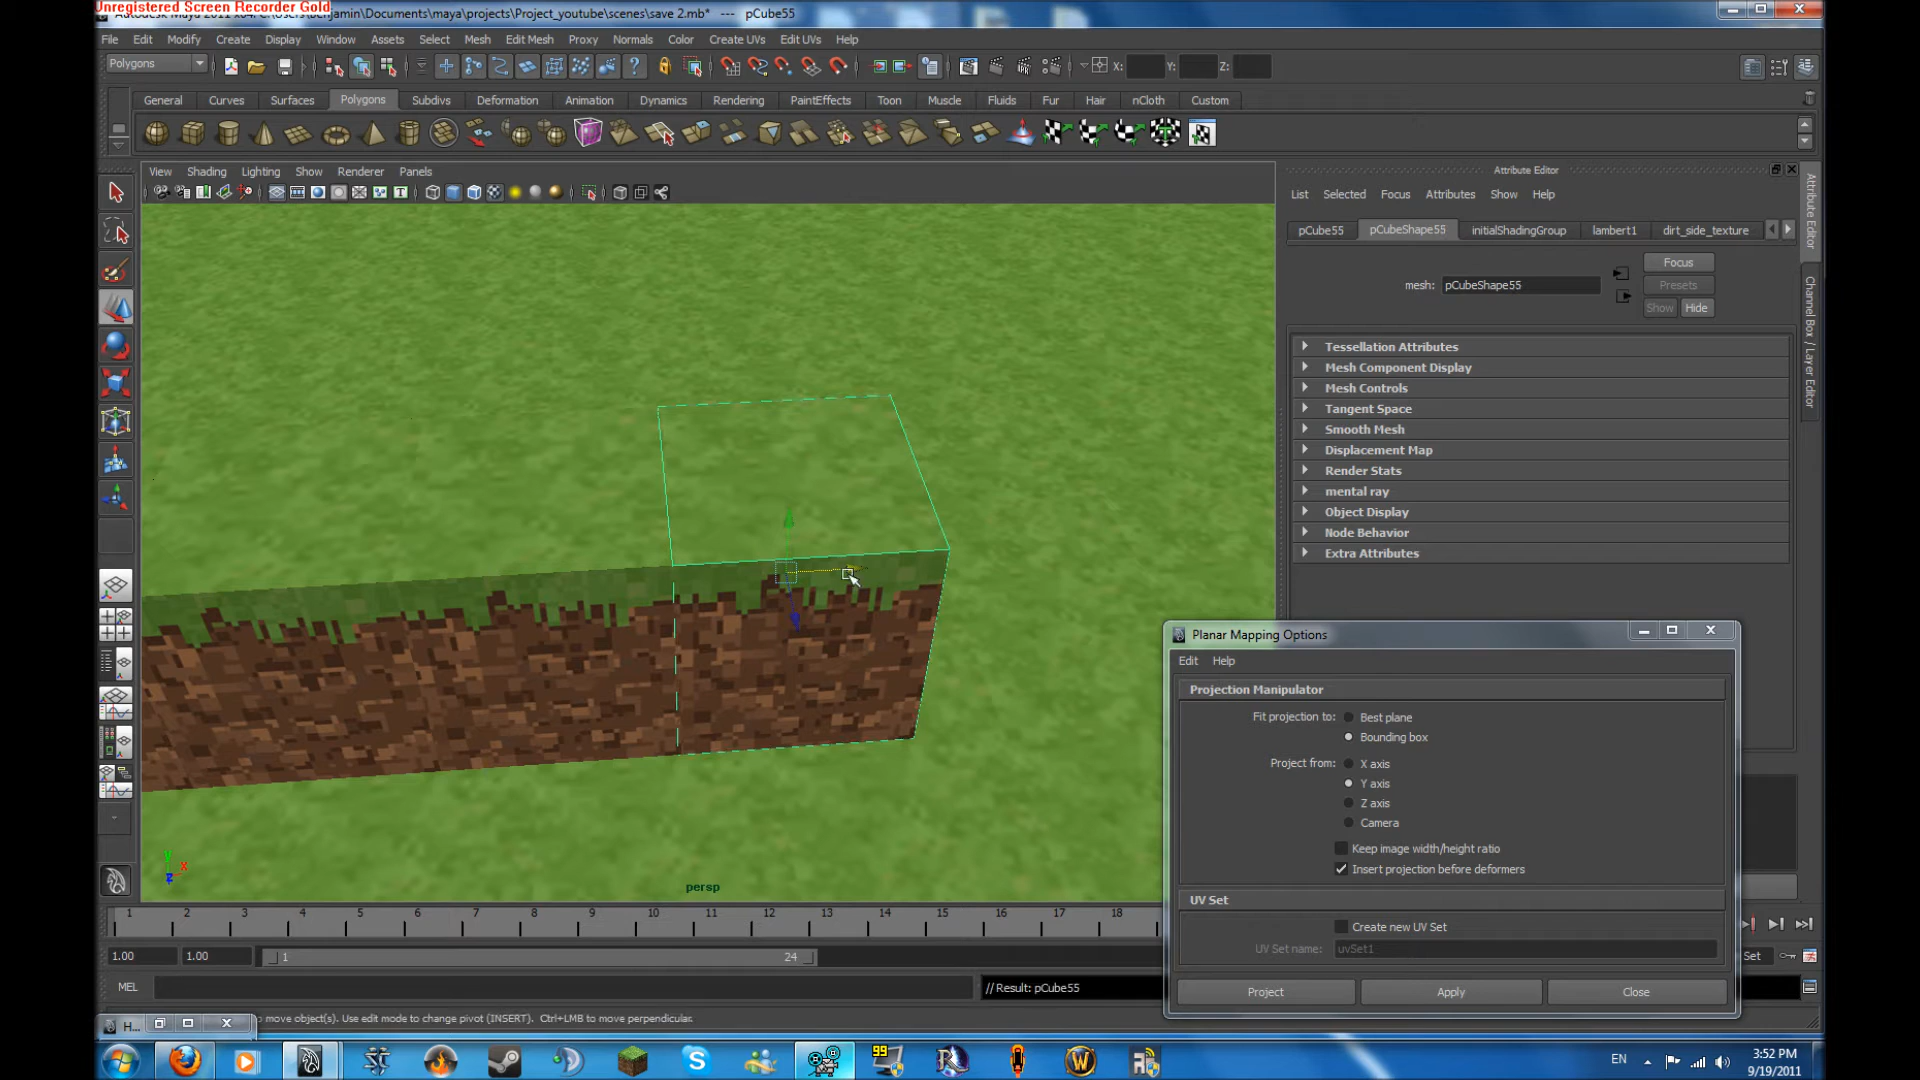 Unregistered Screen Recorder Gold
Autodesk Maya 2011 x64: C:\Users\Benjamin\Documents\maya\projects\Project_youtube\scenes\save 2.mb* --- pCube55
File Edit Modify Create Display Window Assets Select Mesh Edit Mesh Proxy Normals Color Create UVs Edit UVs Help
Polygons
X: Y: Z:
General Curves Surfaces Polygons Subdivs Deformation Animation Dynamics Rendering PaintEffects Toon Muscle Fluids Fur Hair nCloth Custom
View Shading Lighting Show Renderer Panels
Attribute Editor
List Selected Focus Attributes Show Help
pCube55 pCubeShape55 initialShadingGroup lambert1 dirt_side_texture
mesh: pCubeShape55
Focus
Presets
Show Hide
Tessellation Attributes
Mesh Component Display
Mesh Controls
Tangent Space
Smooth Mesh
Displacement Map
Render Stats
mental ray
Object Display
Node Behavior
Extra Attributes
Attribute Editor
Channel Box / Layer Editor
Planar Mapping Options
Edit Help
Projection Manipulator
Fit projection to: Best plane
Bounding box
Project from: X axis
Y axis
Z axis
Camera
Keep image width/height ratio
Insert projection before deformers
UV Set
Create new UV Set
UV Set name: uvSet1
Project Apply Close
y x z
persp
1 2 3 4 5 6 7 8 9 10 11 12 13 14 15 16 17 18
1.00 1.00 1 24
Set
MEL
// Result: pCube55
to move object(s). Use edit mode to change pivot (INSERT). Ctrl+LMB to move perpendicular.
H...
99
EN
3:52 PM
9/19/2011